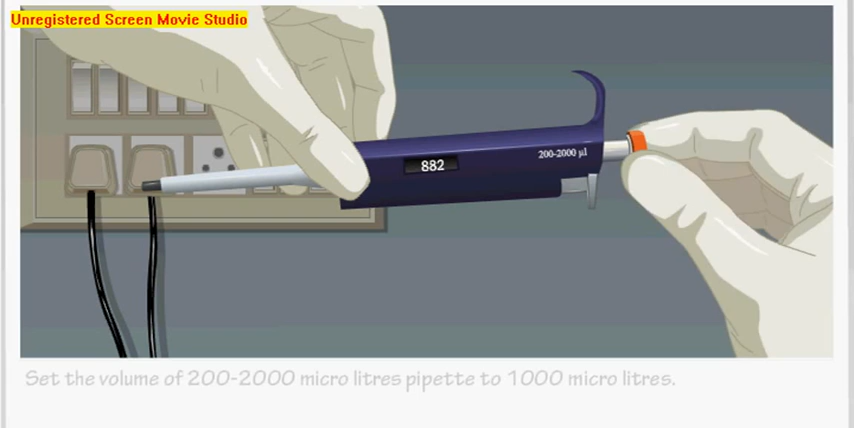 Unregistered Screen Movie Studio
882
200-2000 µl
Set the volume of 200-2000 micro litres pipette to 1000 micro litres.